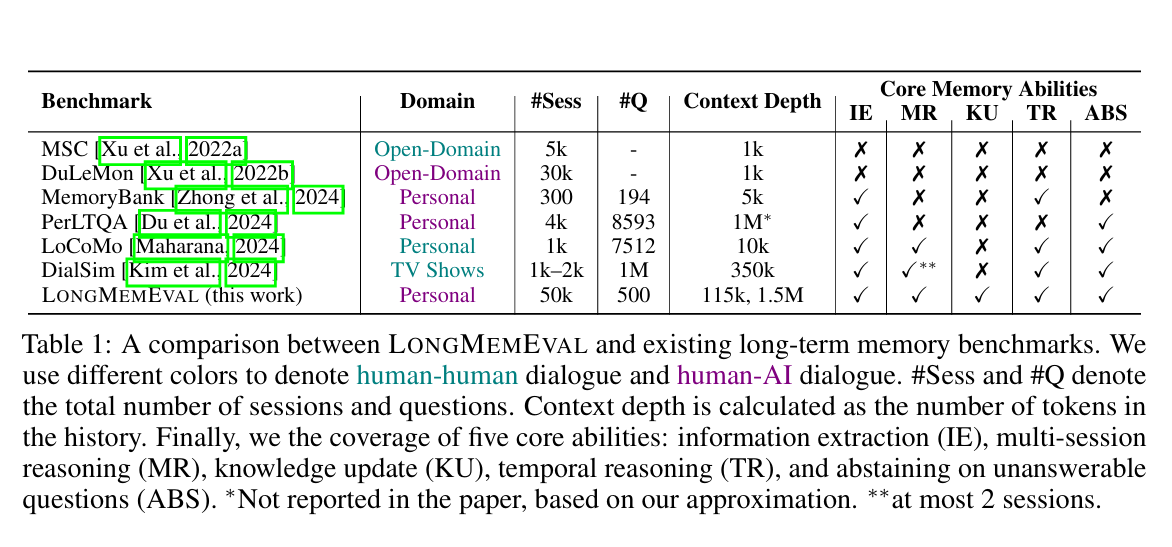 Benchmark Domain #Sess #Q Context Depth Core Memory Abilities
IE MR KU TR ABS
MSC [Xu et al., 2022a] Open-Domain 5k - 1k ✗ ✗ ✗ ✗ ✗
DuLeMon [Xu et al., 2022b] Open-Domain 30k - 1k ✗ ✗ ✗ ✗ ✗
MemoryBank [Zhong et al., 2024] Personal 300 194 5k ✓ ✗ ✗ ✓ ✗
PerLTQA [Du et al., 2024] Personal 4k 8593 1M* ✓ ✗ ✗ ✗ ✓
LoCoMo [Maharana, 2024] Personal 1k 7512 10k ✓ ✓ ✗ ✓ ✓
DialSim [Kim et al., 2024] TV Shows 1k–2k 1M 350k ✓ ✓** ✗ ✓ ✓
LONGMEMEVAL (this work) Personal 50k 500 115k, 1.5M ✓ ✓ ✓ ✓ ✓
Table 1: A comparison between LONGMEMEVAL and existing long-term memory benchmarks. We
use different colors to denote human-human dialogue and human-AI dialogue. #Sess and #Q denote
the total number of sessions and questions. Context depth is calculated as the number of tokens in
the history. Finally, we the coverage of five core abilities: information extraction (IE), multi-session
reasoning (MR), knowledge update (KU), temporal reasoning (TR), and abstaining on unanswerable
questions (ABS). *Not reported in the paper, based on our approximation. **at most 2 sessions.